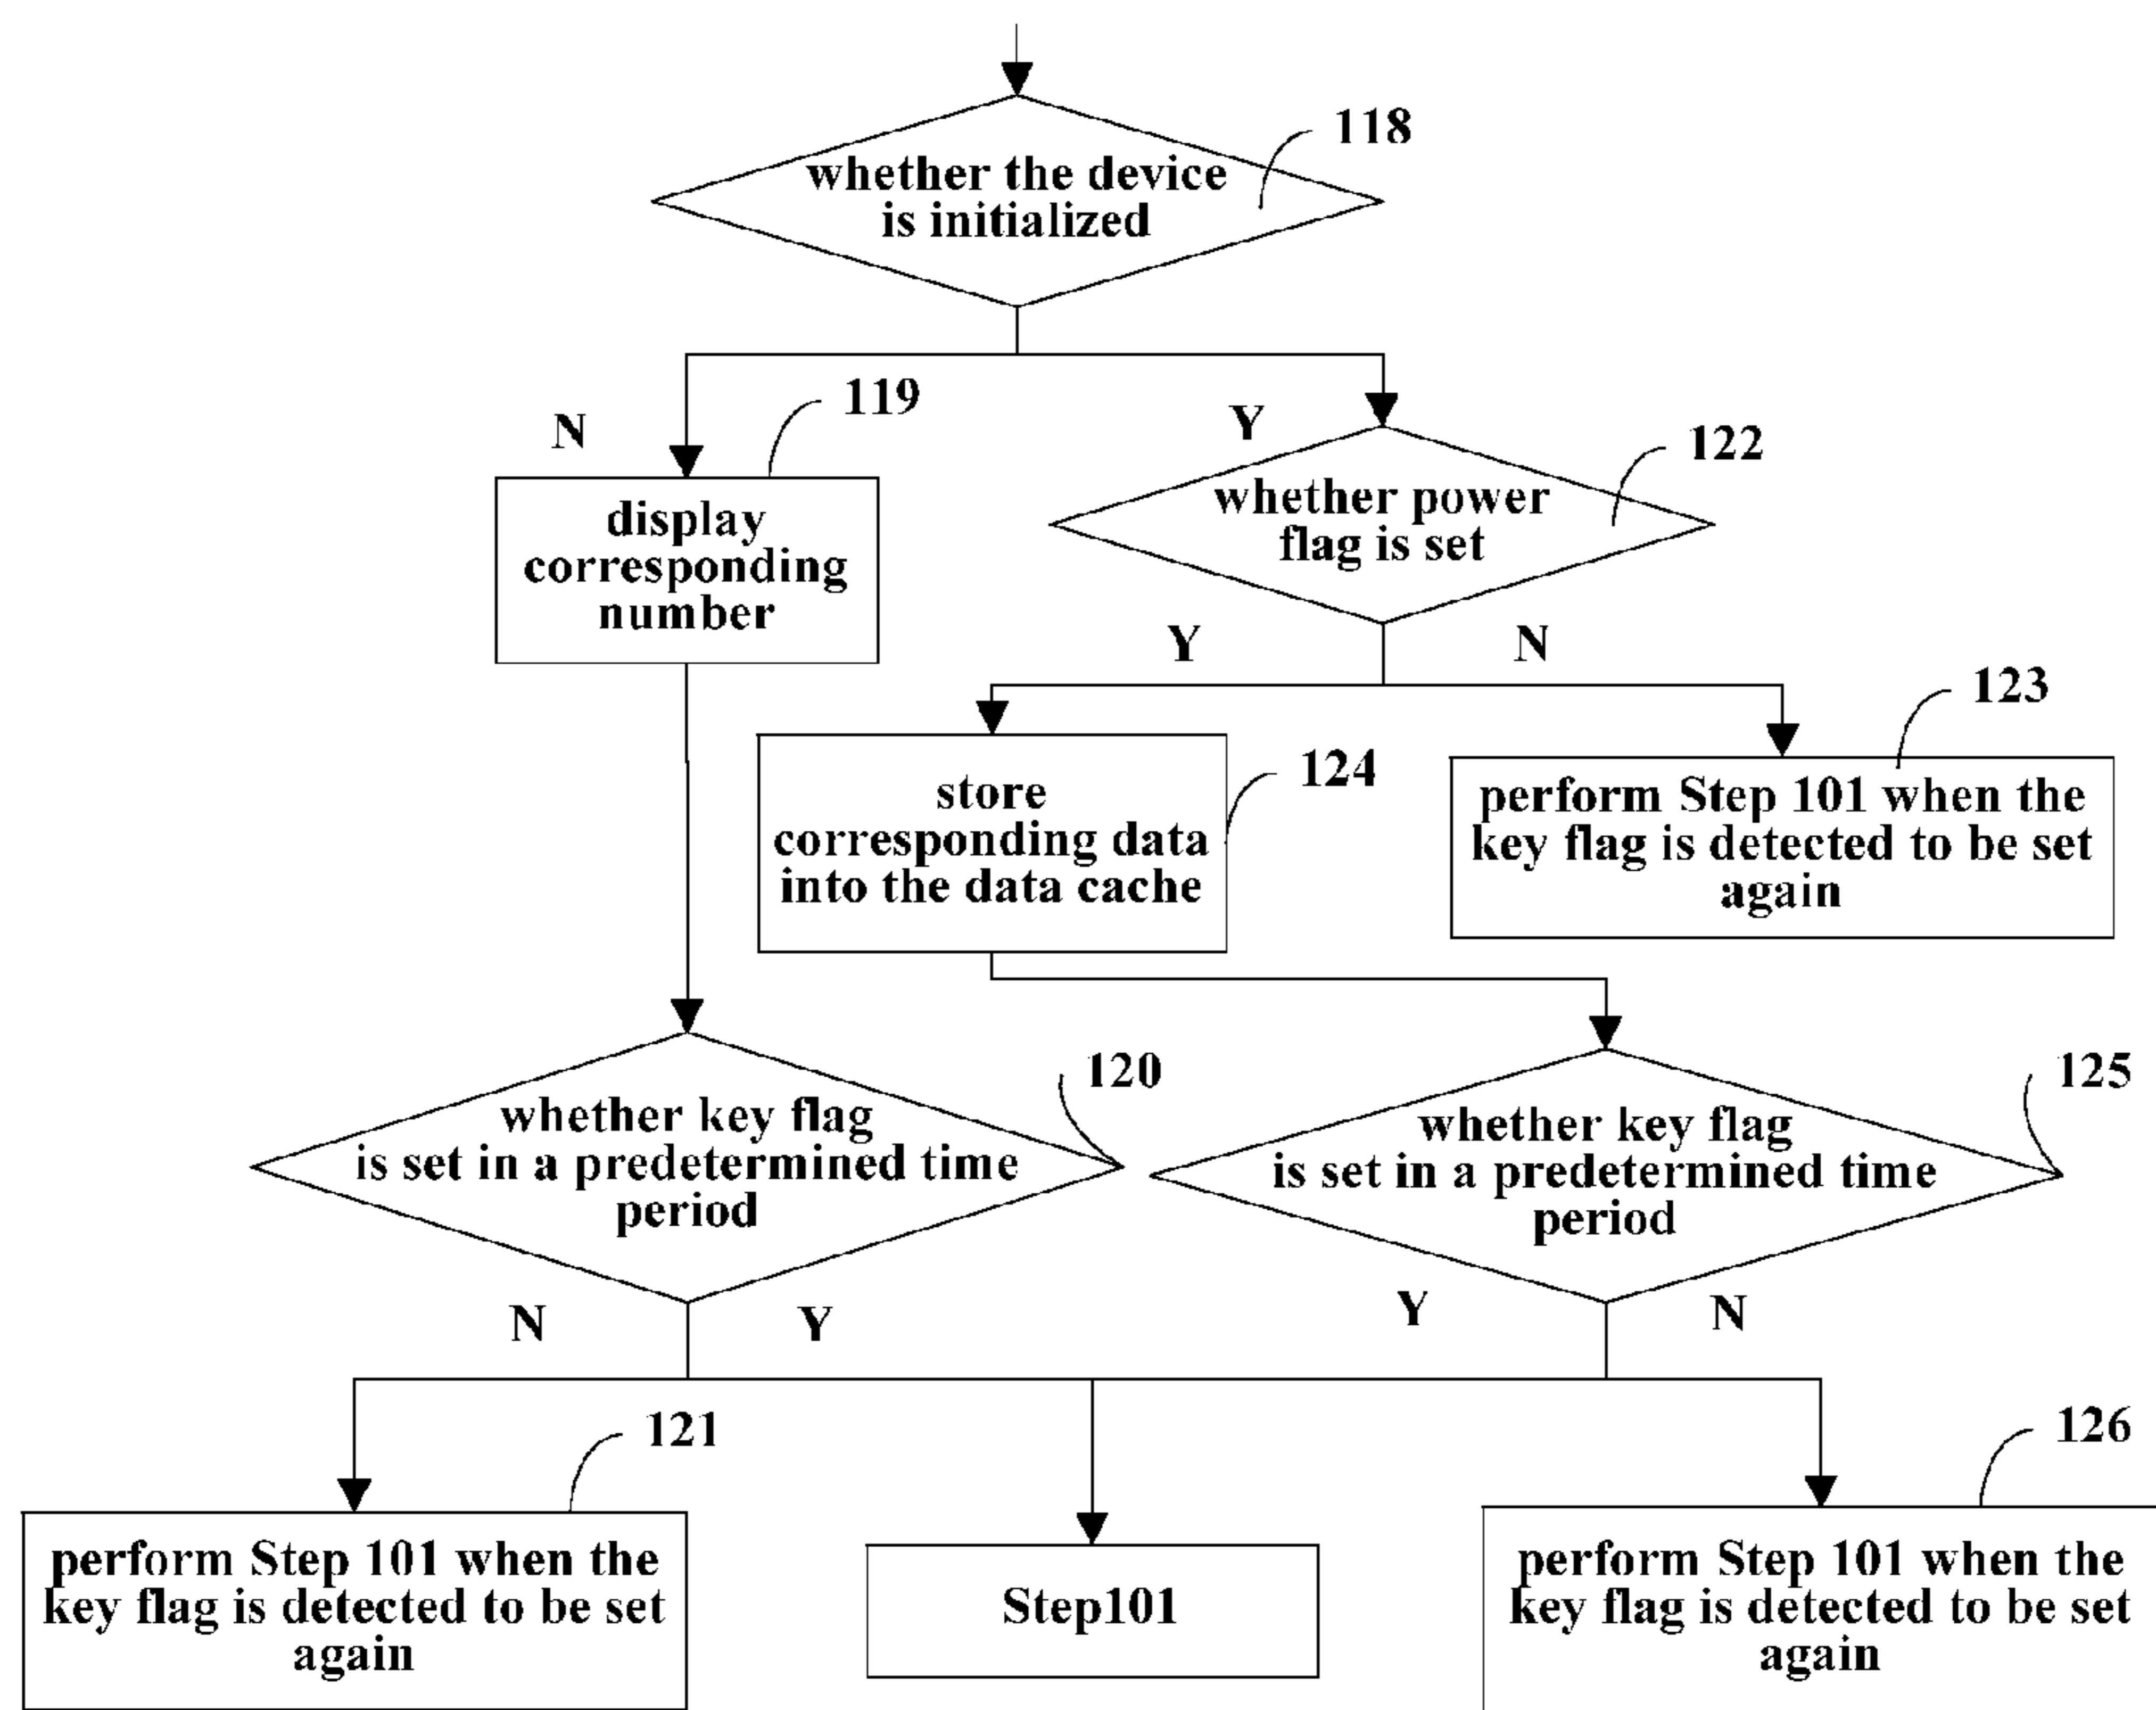 118
whether the device
is initialized
119
N
Y
122
display
corresponding
number
whether power
flag is set
Y
N
123
124
store
corresponding data
into the data cache
perform Step 101 when the
key flag is detected to be set
again
120
125
whether key flag
is set in a predetermined time
period
whether key flag
is set in a predetermined time
period
N
Y
Y
N
121
126
perform Step 101 when the
key flag is detected to be set
again
Step101
perform Step 101 when the
key flag is detected to be set
again